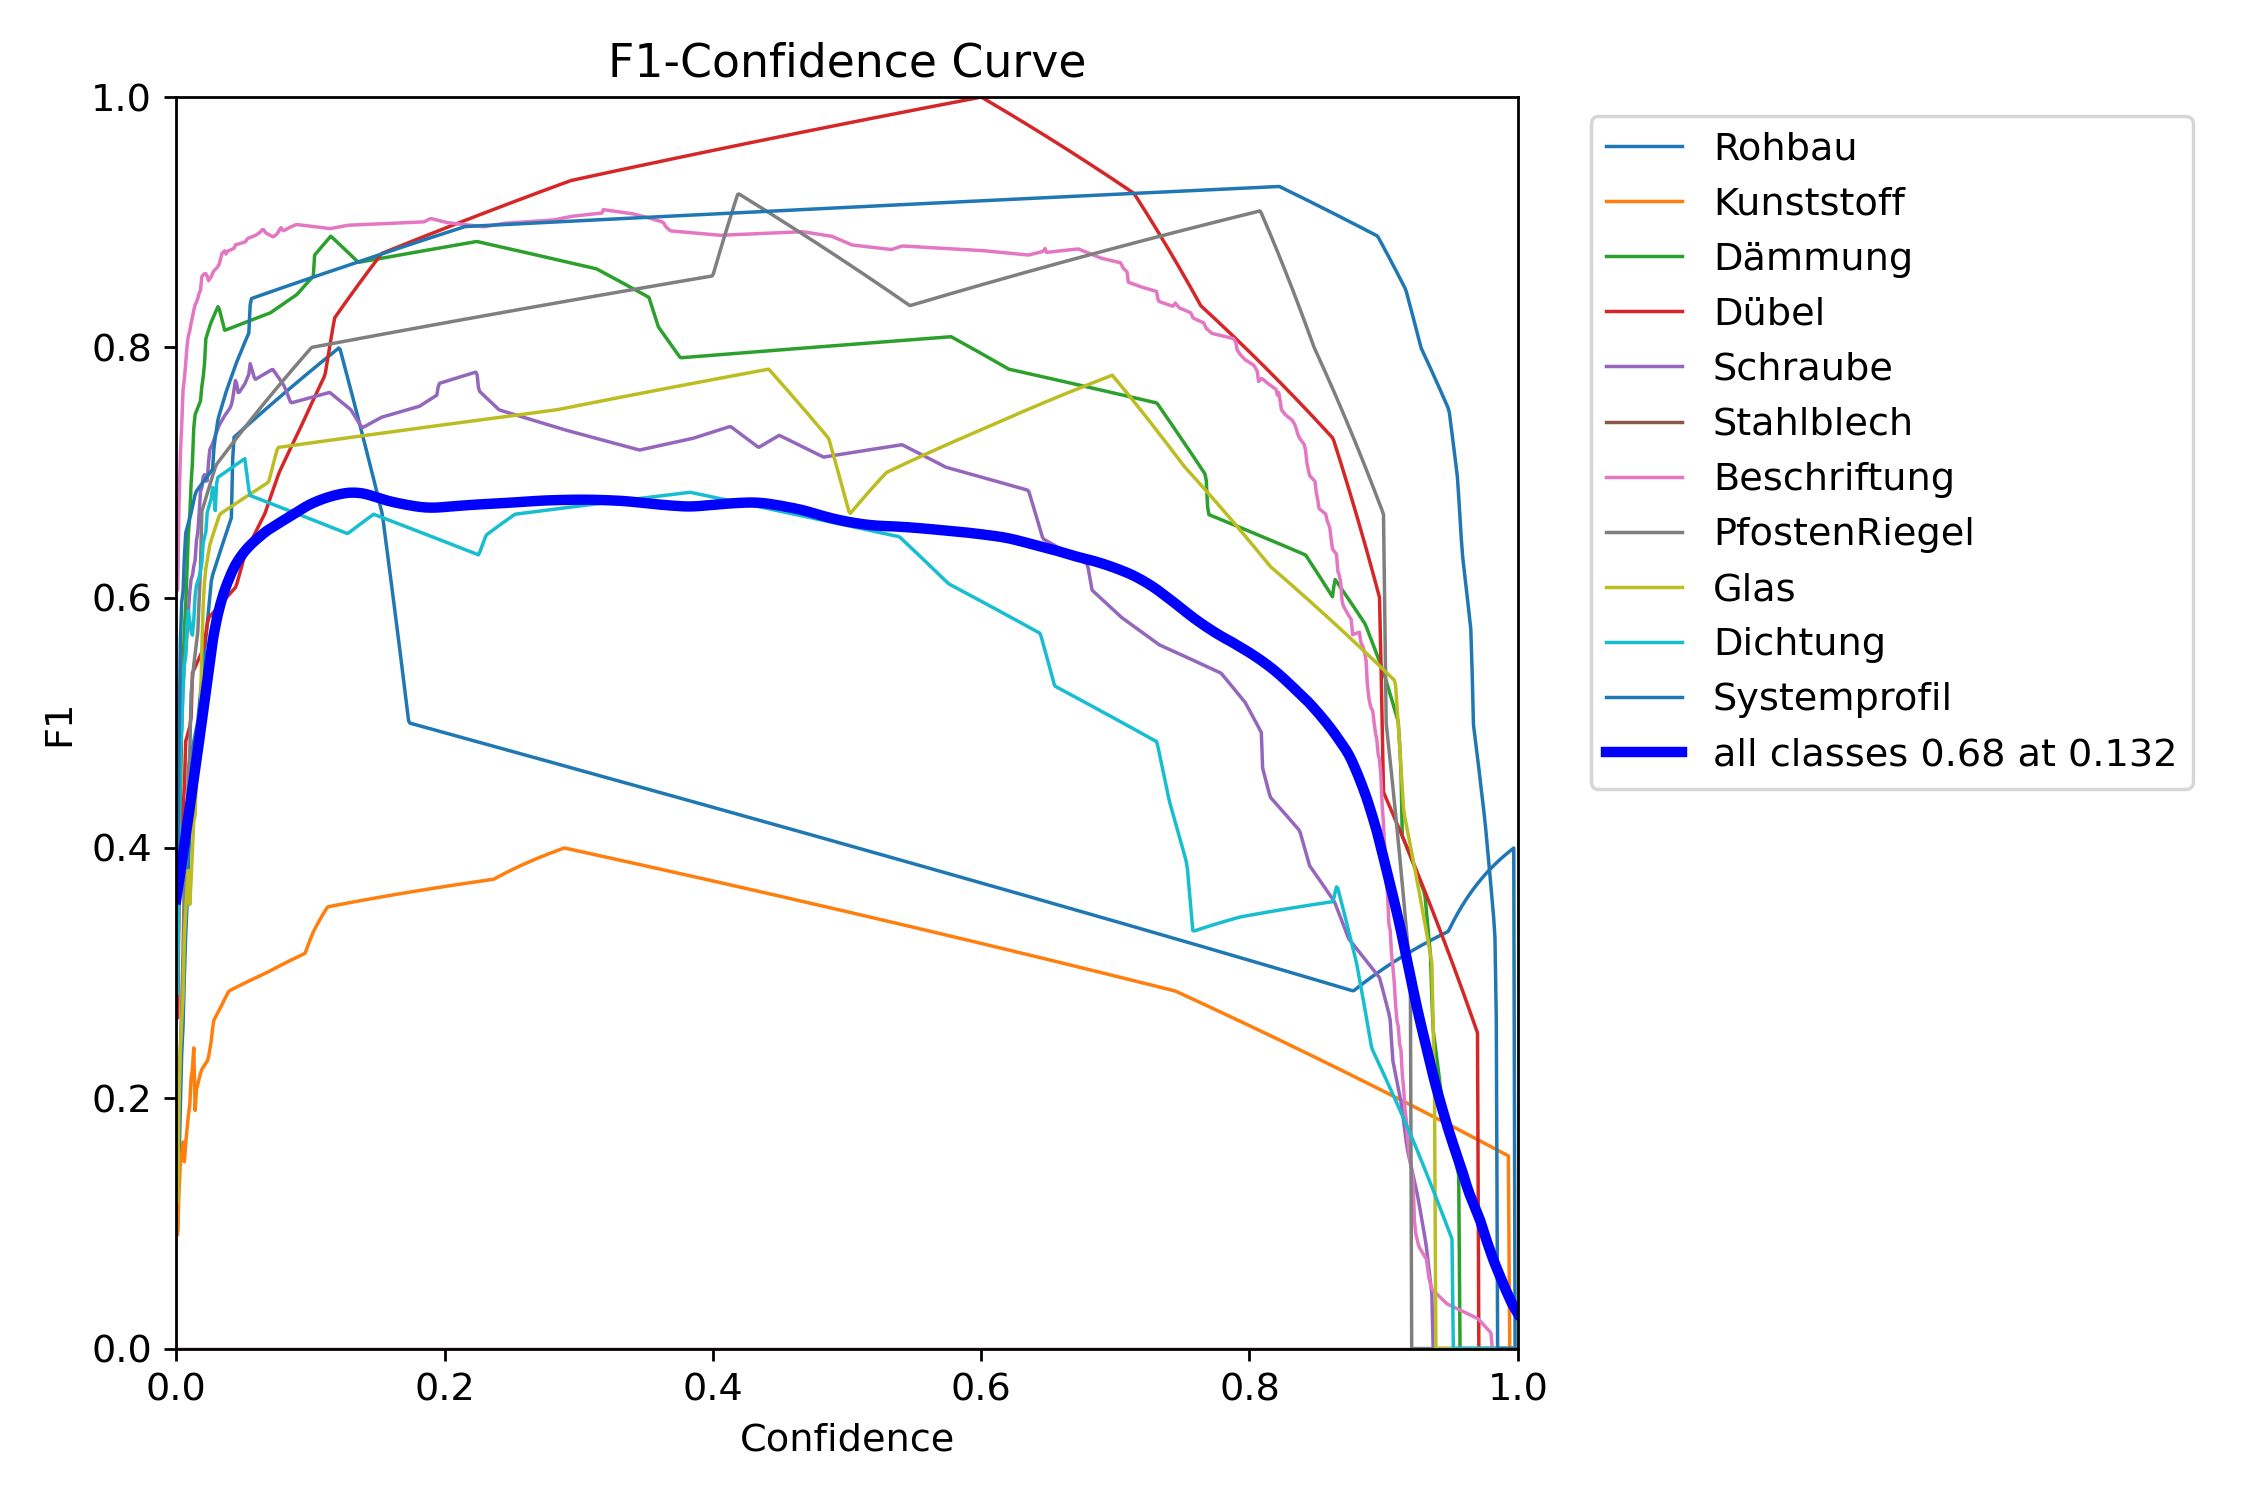 F1-Confidence Curve
1.0
0.8
0.6
0.4
0.2
0.0
F1
0.0 0.2 0.4 0.6 0.8 1.0
Confidence
Rohbau
Kunststoff
Dämmung
Dübel
Schraube
Stahlblech
Beschriftung
PfostenRiegel
Glas
Dichtung
Systemprofil
all classes 0.68 at 0.132